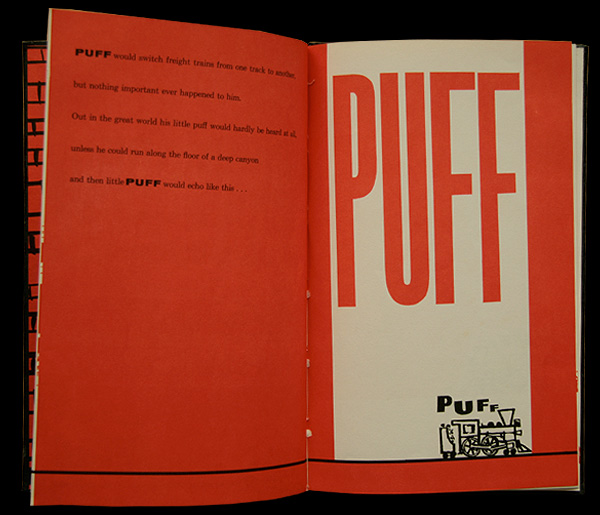 PUFF would switch freight trains from one track to another,
but nothing important ever happened to him.
Out in the great world his little puff would hardly be heard at all,
unless he could run along the floor of a deep canyon
and then little PUFF would echo like this . . .
PUFF
PUFF